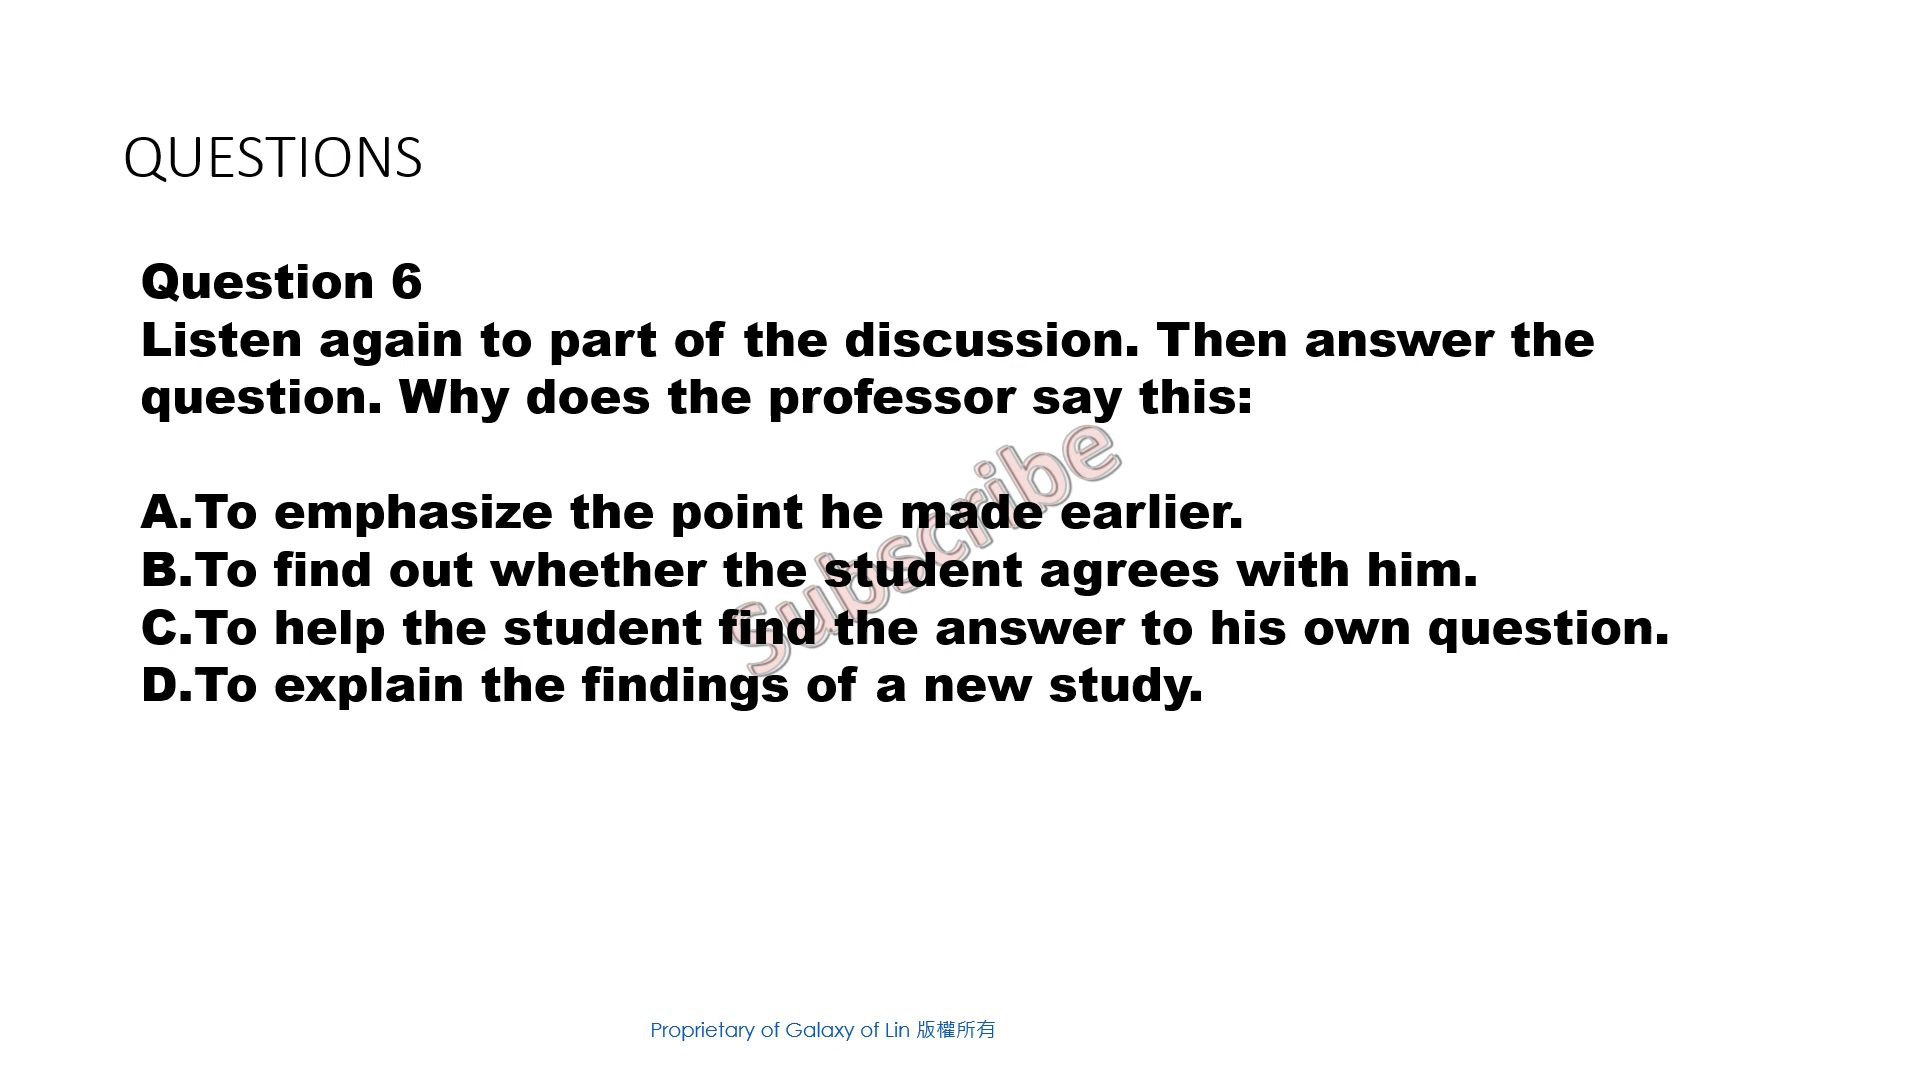 QUESTIONS
Question 6
Listen again to part of the discussion. Then answer the
question. Why does the professor say this:
A.To emphasize the point he made earlier.
B.To find out whether the student agrees with him.
C.To help the student find the answer to his own question.
D.To explain the findings of a new study.
Subscribe
Proprietary of Galaxy of Lin 版權所有